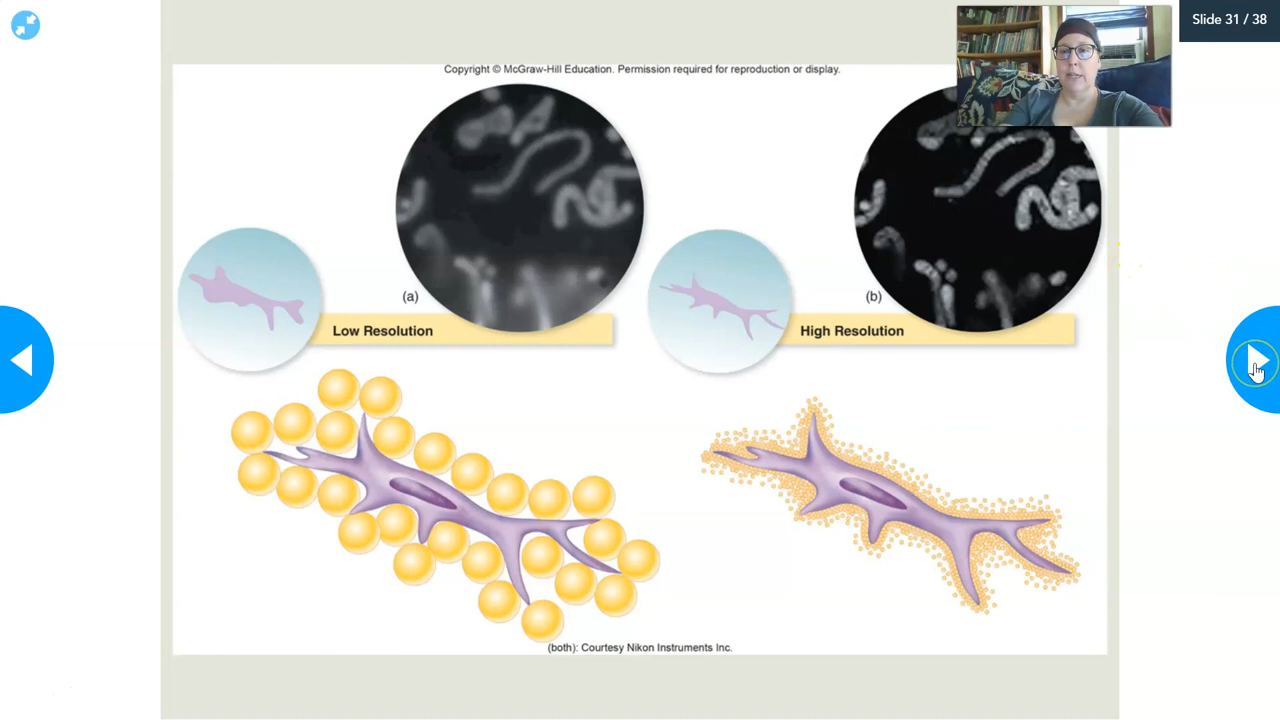 Slide 31 / 38
Copyright © McGraw-Hill Education. Permission required for reproduction or display.
(a)
Low Resolution
(b)
High Resolution
(both): Courtesy Nikon Instruments Inc.